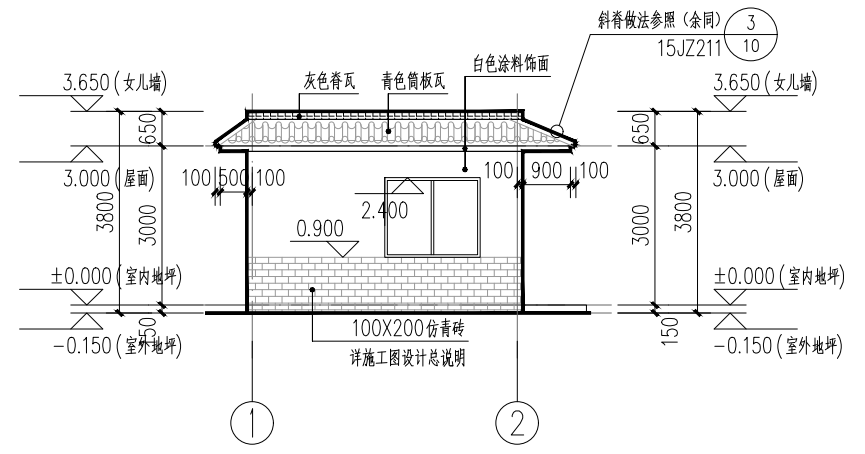 斜脊做法参照（余同）
3
15JZ211
10
3.650（女儿墙）
灰色脊瓦
青色筒板瓦
白色涂料饰面
3.650（女儿墙）
650
650
3.000（屋面）
100 500 100
100 900 100
3.000（屋面）
3800
3000
2.400
0.900
3000
3800
±0.000（室内地坪）
±0.000（室内地坪）
150
100X200仿青砖
150
-0.150（室外地坪）
详施工图设计总说明
-0.150（室外地坪）
1
2